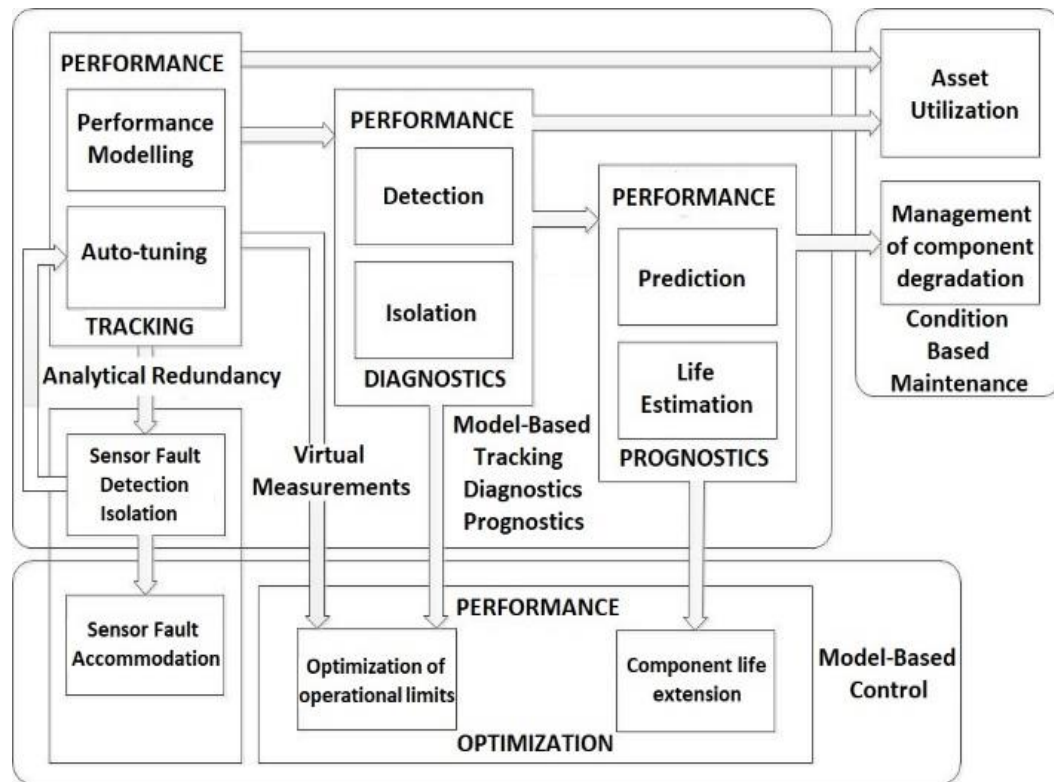 PERFORMANCE
Performance
Modelling
Auto-tuning
TRACKING
Analytical Redundancy
Sensor Fault
Detection
Isolation
Sensor Fault
Accommodation
PERFORMANCE
Detection
Isolation
DIAGNOSTICS
Virtual
Measurements
Model-Based
Tracking
Diagnostics
Prognostics
PERFORMANCE
Prediction
Life
Estimation
PROGNOSTICS
Asset
Utilization
Management
of component
degradation
Condition
Based
Maintenance
PERFORMANCE
Optimization of
operational limits
Component life
extension
OPTIMIZATION
Model-Based
Control